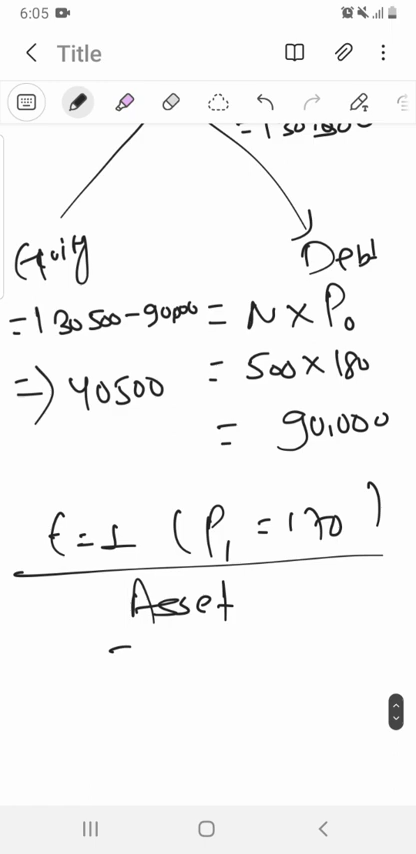 6:05
Title
Equity Debt
= 130500-90000 = N x P0
=> 40500 = 500 x 180
= 90,000
t=1 (P1 = 170)
Asset
=